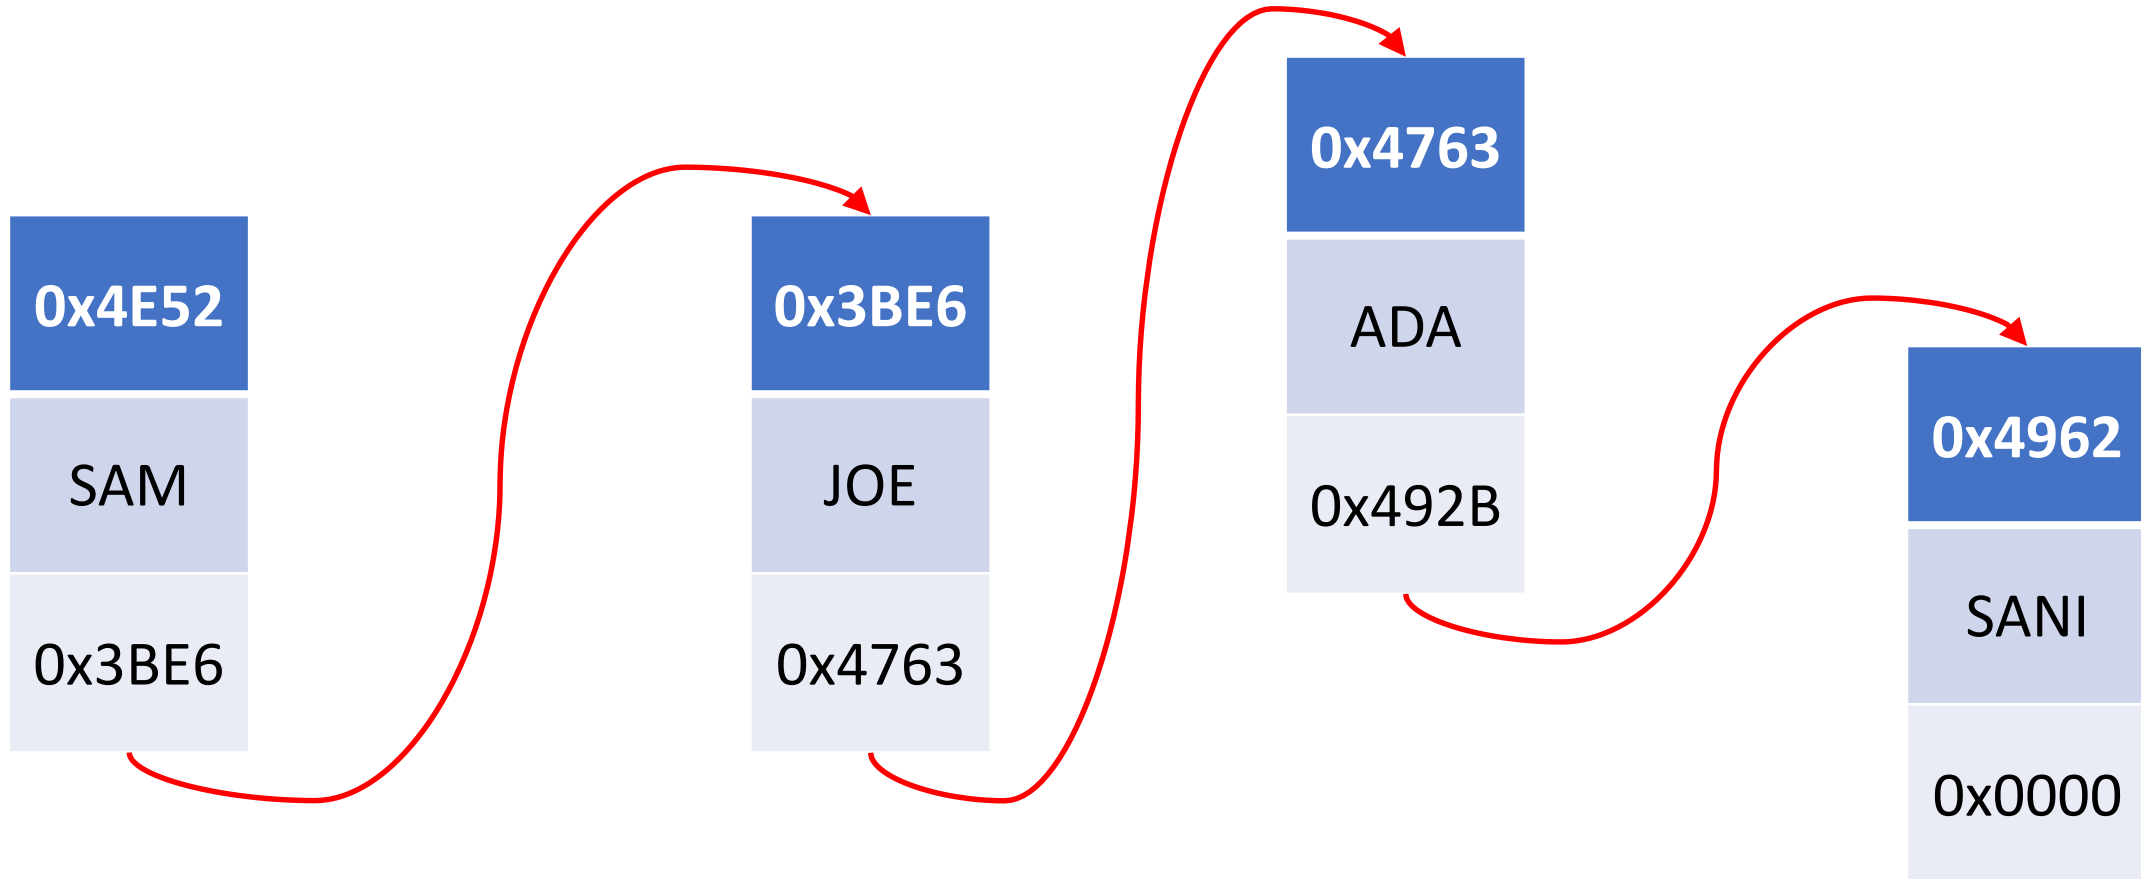 0x4E52
SAM
0x3BE6
0x3BE6
JOE
0x4763
0x4763
ADA
0x492B
0x4962
SANI
0x0000